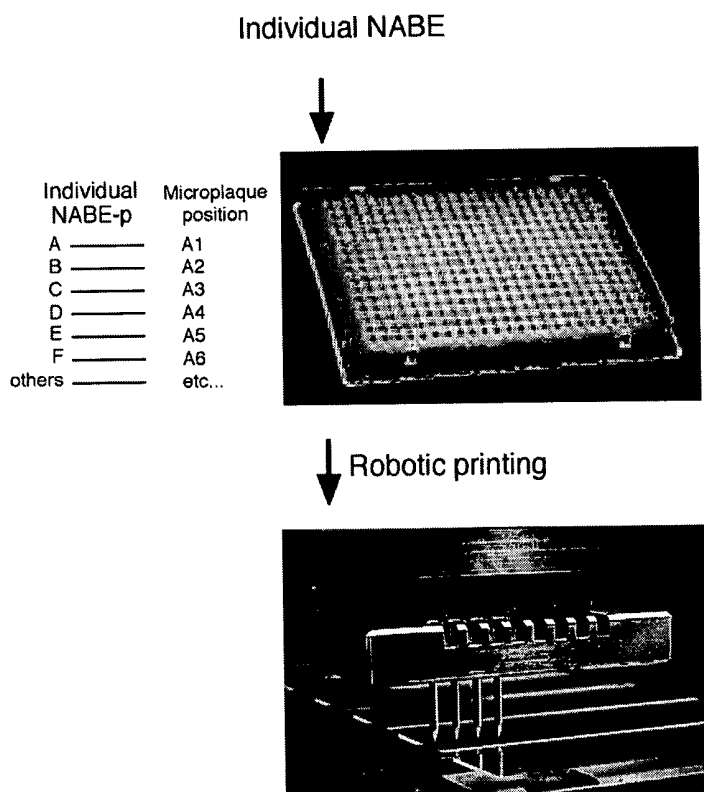 Individual NABE
Individual Microplaque
NABE-p position
A A1
B A2
C A3
D A4
E A5
F A6
others etc...
Robotic printing